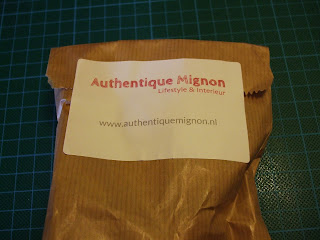 Authentique Mignon
Lifestyle & Interieur
www.authentiquemignon.nl